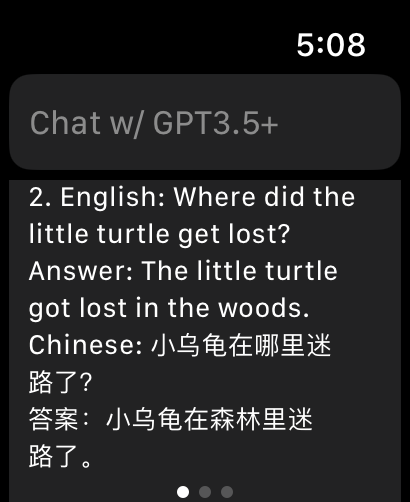 5:08
Chat w/ GPT3.5+
2. English: Where did the
little turtle get lost?
Answer: The little turtle
got lost in the woods.
Chinese: 小乌龟在哪里迷
路了?
答案：小乌龟在森林里迷
路了。